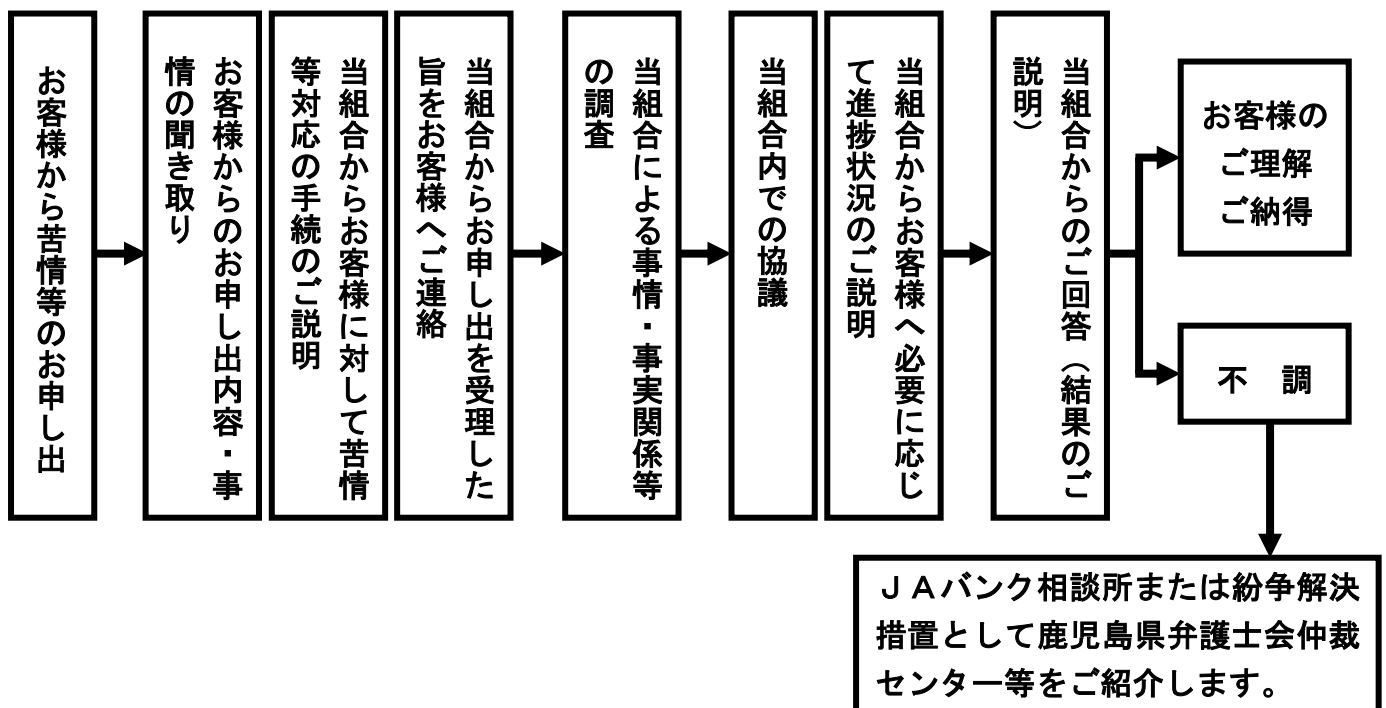 お客様から苦情等のお申し出
お客様からのお申し出内容・事
情の聞き取り
当組合からお客様に対して苦情
等対応の手続のご説明
当組合からお申し出を受理した
旨をお客様へご連絡
当組合による事情・事実関係等
の調査
当組合内での協議
当組合からお客様へ必要に応じ
て進捗状況のご説明
当組合からのご回答（結果のご
説明）
お客様の
ご理解
ご納得
不　調
ＪＡバンク相談所または紛争解決
措置として鹿児島県弁護士会仲裁
センター等をご紹介します。